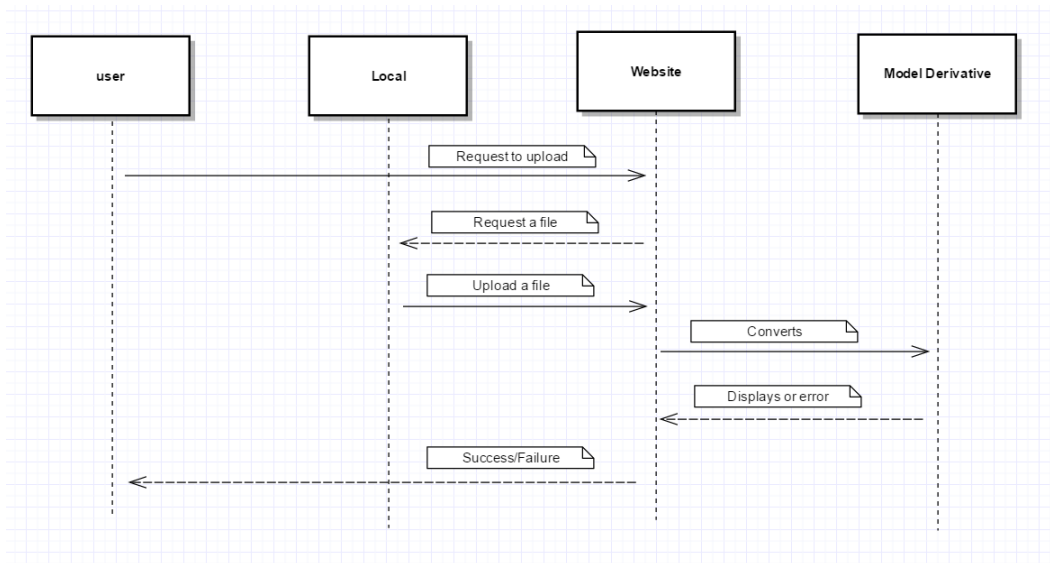 user
Local
Website
Model Derivative
Request to upload
Request a file
Upload a file
Converts
Displays or error
Success/Failure